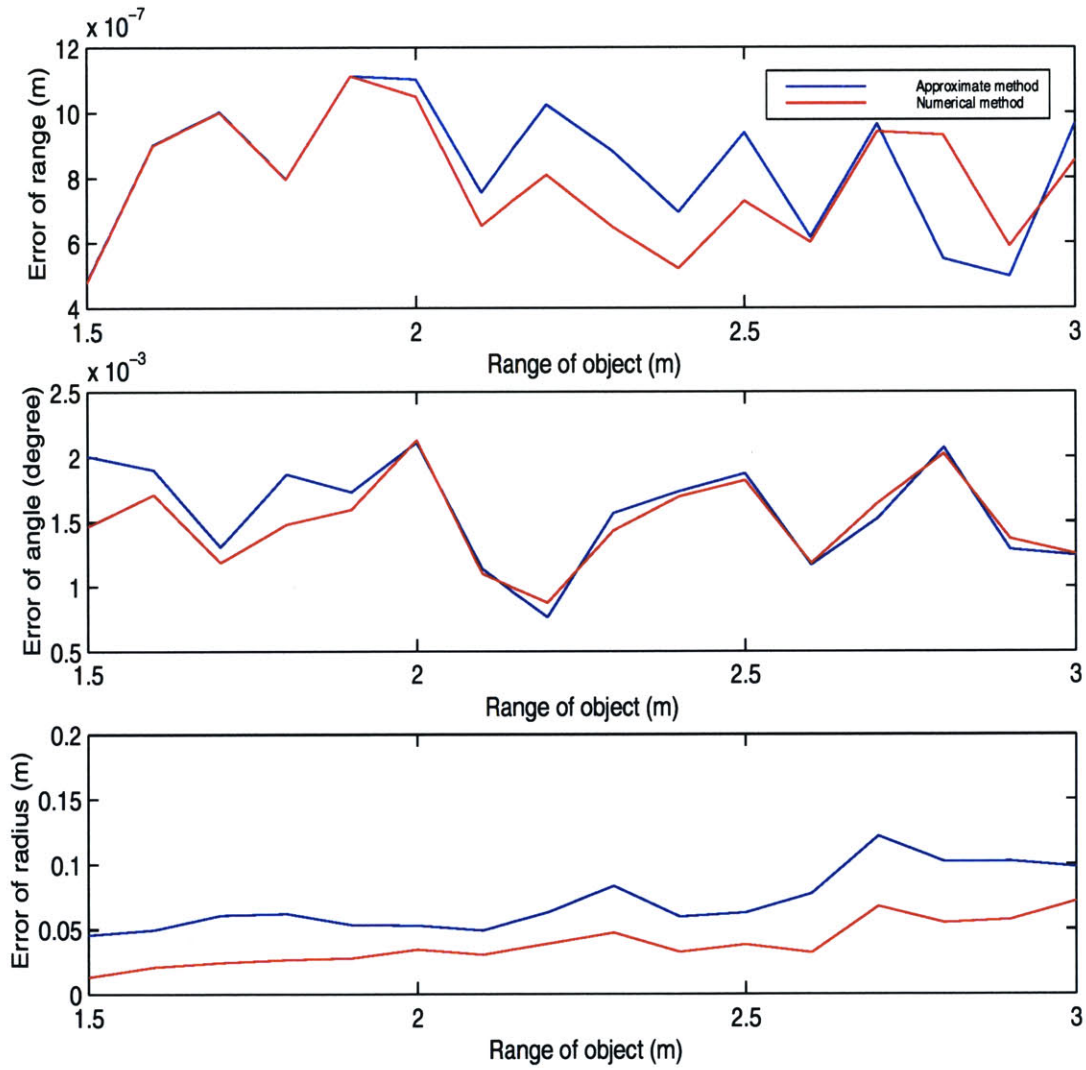 x 10^−7
12
10
8
6
4
Error of range (m)
Approximate method
Numerical method
1.5 2 2.5 3
Range of object (m)
x 10^−3
2.5
2
1.5
1
0.5
Error of angle (degree)
1.5 2 2.5 3
Range of object (m)
0.2
0.15
0.1
0.05
0
Error of radius (m)
1.5 2 2.5 3
Range of object (m)